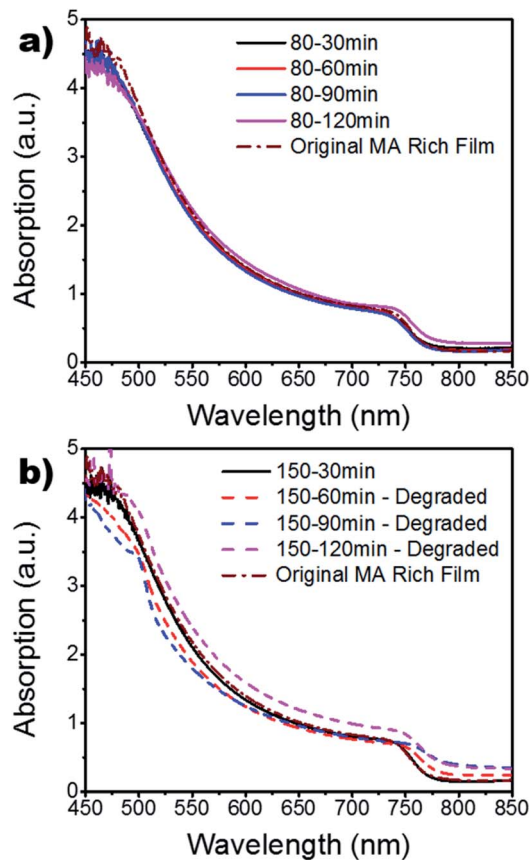 a)
80-30min
80-60min
80-90min
80-120min
Original MA Rich Film
5
4
3
2
1
0
Absorption (a.u.)
450 500 550 600 650 700 750 800 850
Wavelength (nm)
b)
150-30min
150-60min - Degraded
150-90min - Degraded
150-120min - Degraded
Original MA Rich Film
5
4
3
2
1
0
Absorption (a.u.)
450 500 550 600 650 700 750 800 850
Wavelength (nm)